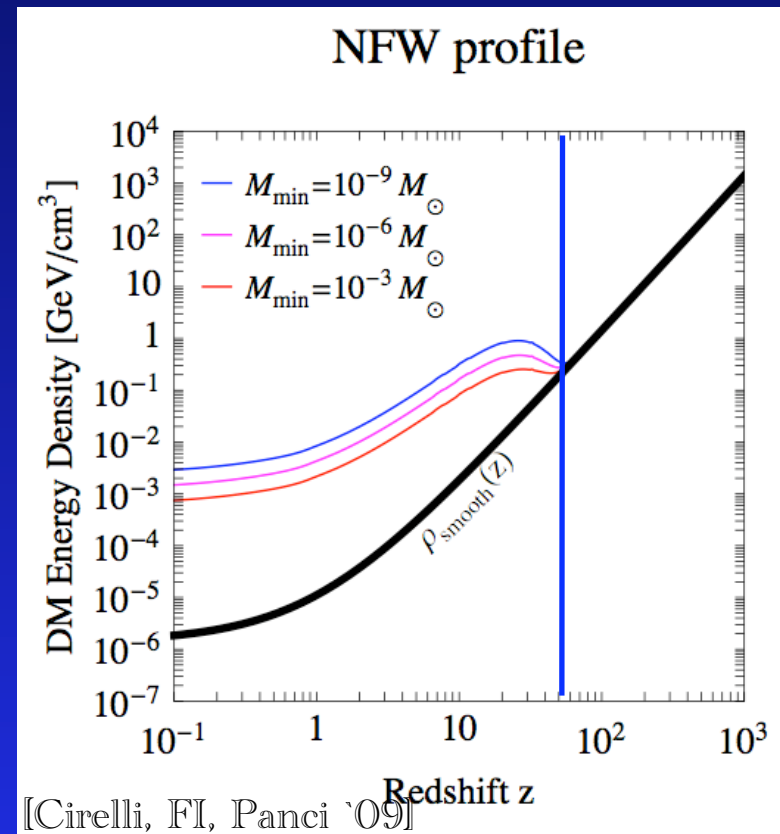 NFW profile
DM Energy Density [GeV/cm³]
10⁴
10³
10²
10
1
10⁻¹
10⁻²
10⁻³
10⁻⁴
10⁻⁵
10⁻⁶
10⁻⁷
M_min=10⁻⁹ M_⊙
M_min=10⁻⁶ M_⊙
M_min=10⁻³ M_⊙
ρ_smooth(z)
10⁻¹ 1 10 10² 10³
Redshift z
[Cirelli, FI, Panci `09]